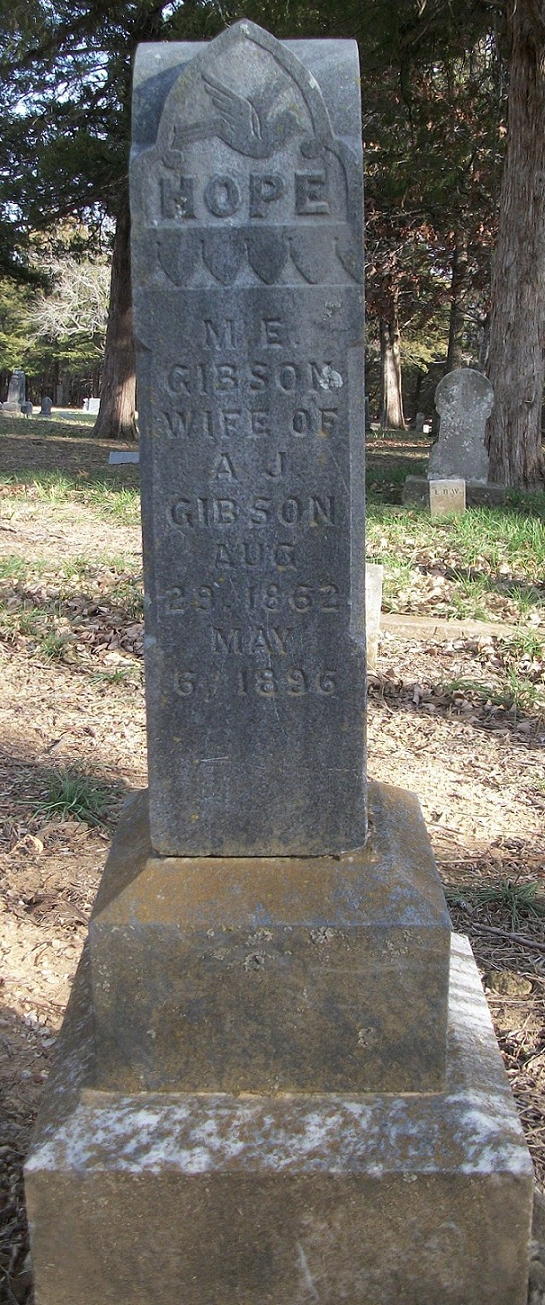 HOPE
M. E.
GIBSON
WIFE OF
A J
GIBSON
AUG
29. 1862
MAY
6, 1896